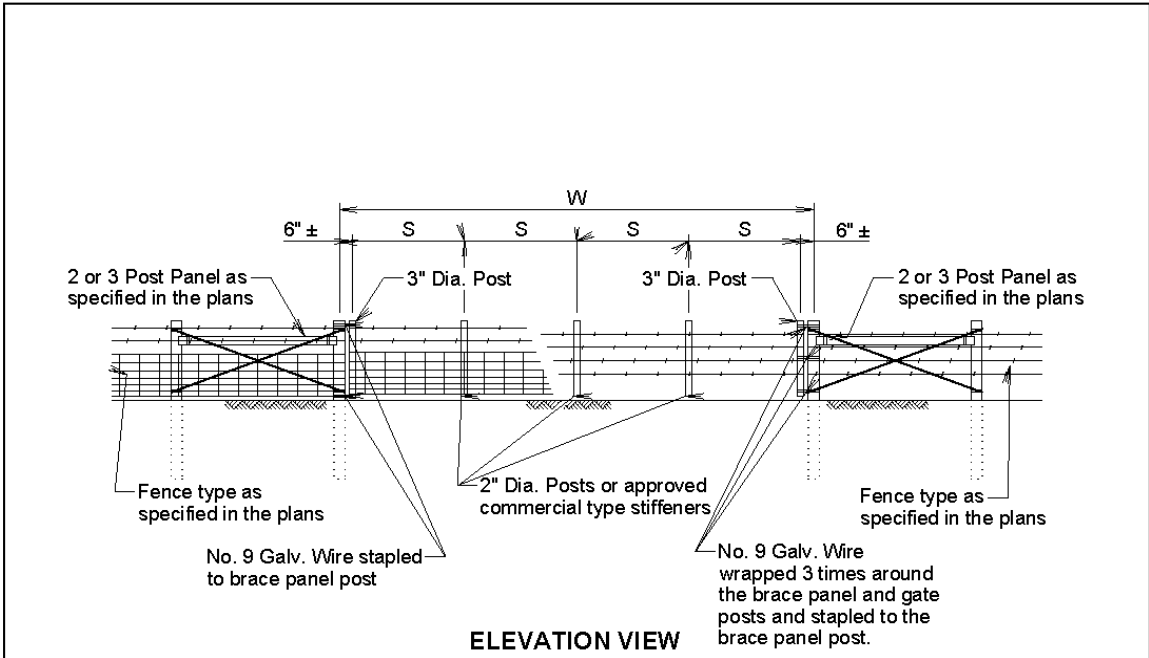 W
6" ±
S
S
S
S
6" ±
2 or 3 Post Panel as
specified in the plans
3" Dia. Post
3" Dia. Post
2 or 3 Post Panel as
specified in the plans
Fence type as
specified in the plans
2" Dia. Posts or approved
commercial type stiffeners
Fence type as
specified in the plans
No. 9 Galv. Wire stapled
to brace panel post
No. 9 Galv. Wire
wrapped 3 times around
the brace panel and gate
posts and stapled to the
brace panel post.
ELEVATION VIEW